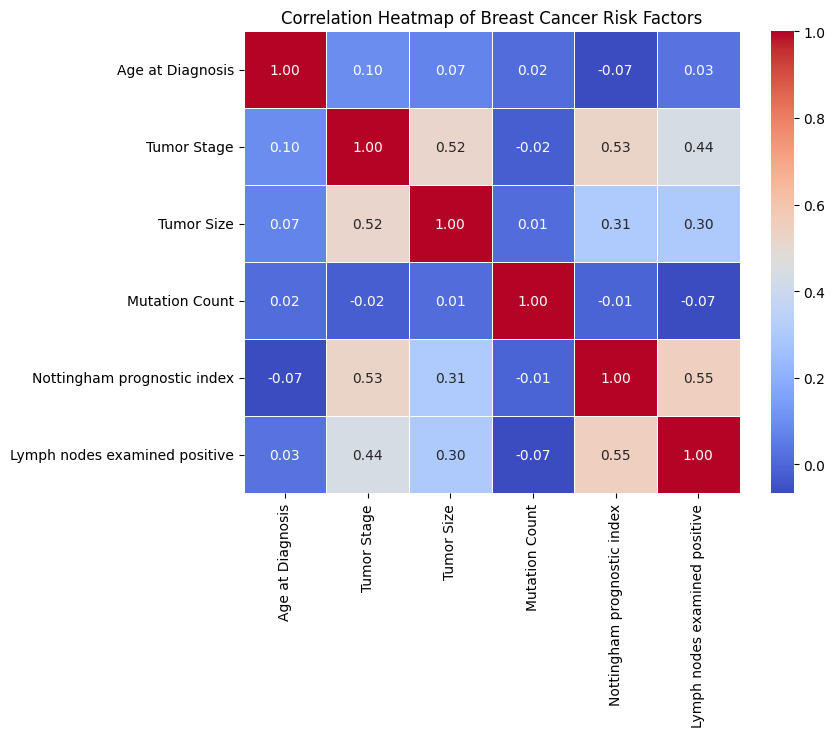 Correlation Heatmap of Breast Cancer Risk Factors
Age at Diagnosis 1.00 0.10 0.07 0.02 -0.07 0.03
Tumor Stage 0.10 1.00 0.52 -0.02 0.53 0.44
Tumor Size 0.07 0.52 1.00 0.01 0.31 0.30
Mutation Count 0.02 -0.02 0.01 1.00 -0.01 -0.07
Nottingham prognostic index -0.07 0.53 0.31 -0.01 1.00 0.55
Lymph nodes examined positive 0.03 0.44 0.30 -0.07 0.55 1.00
Age at Diagnosis
Tumor Stage
Tumor Size
Mutation Count
Nottingham prognostic index
Lymph nodes examined positive
1.0
0.8
0.6
0.4
0.2
0.0